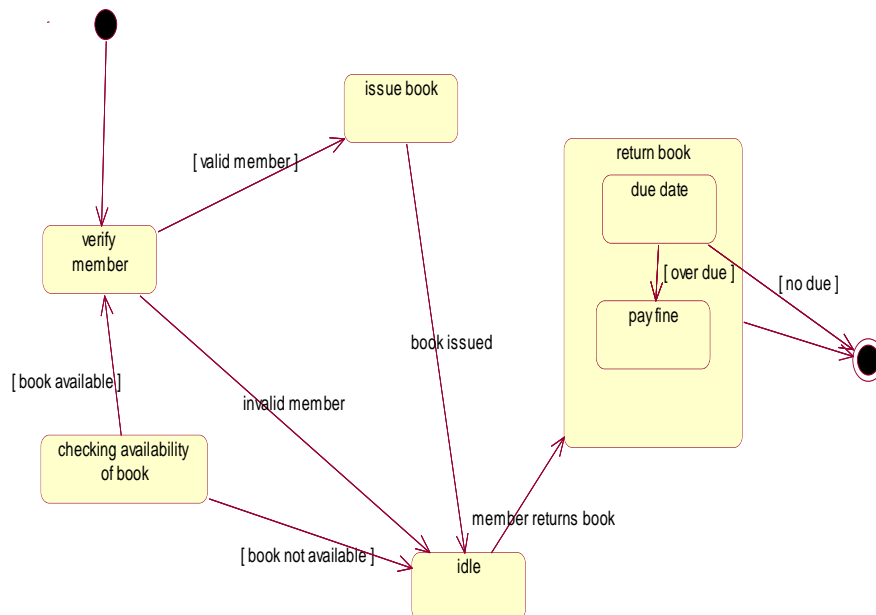 issue book
[ valid member ]
return book
due date
verify
member
[ over due ]
[ no due ]
pay fine
book issued
[ book available ]
invalid member
checking availability
of book
member returns book
[ book not available ]
idle